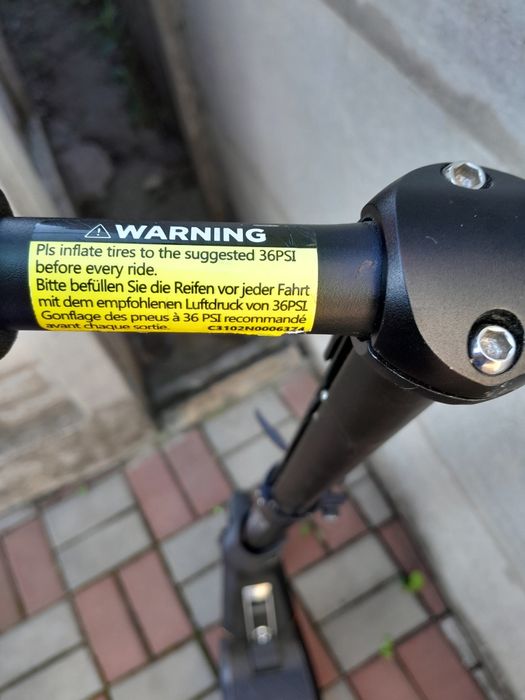 ⚠ WARNING
Pls inflate tires to the suggested 36PSI
before every ride.
Bitte befüllen Sie die Reifen vor jeder Fahrt
mit dem empfohlenen Luftdruck von 36PSI.
Gonflage des pneus à 36 PSI recommandé
avant chaque sortie. C3102N0006374